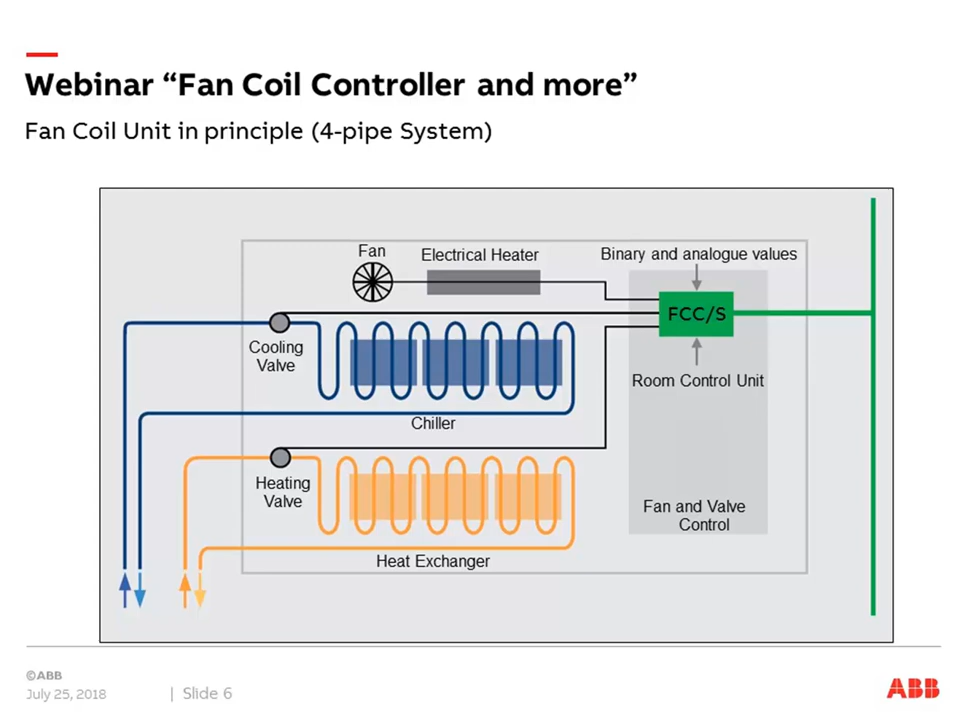 Webinar “Fan Coil Controller and more”
Fan Coil Unit in principle (4-pipe System)
Fan
Electrical Heater
Binary and analogue values
FCC/S
Cooling
Valve
Room Control Unit
Chiller
Heating
Valve
Fan and Valve
Control
Heat Exchanger
©ABB
July 25, 2018
| Slide 6
ABB